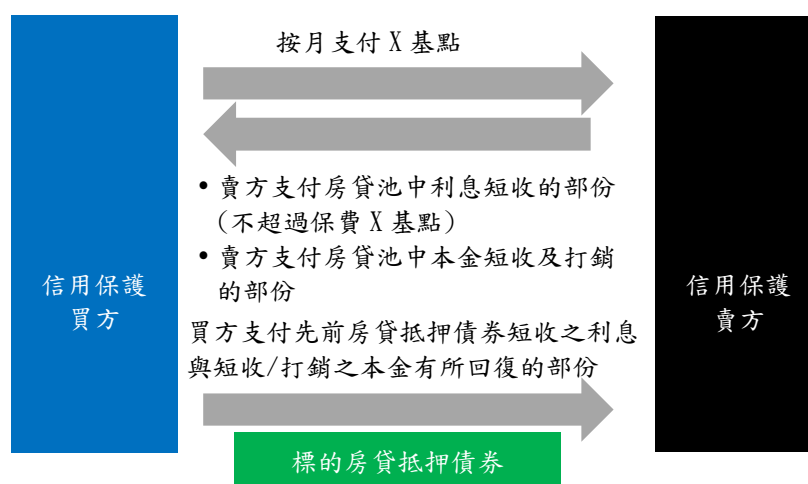 按月支付 X 基點
• 賣方支付房貸池中利息短收的部份
(不超過保費 X 基點)
• 賣方支付房貸池中本金短收及打銷
的部份
信用保護
買方
信用保護
賣方
買方支付先前房貸抵押債券短收之利息
與短收/打銷之本金有所回復的部份
標的房貸抵押債券